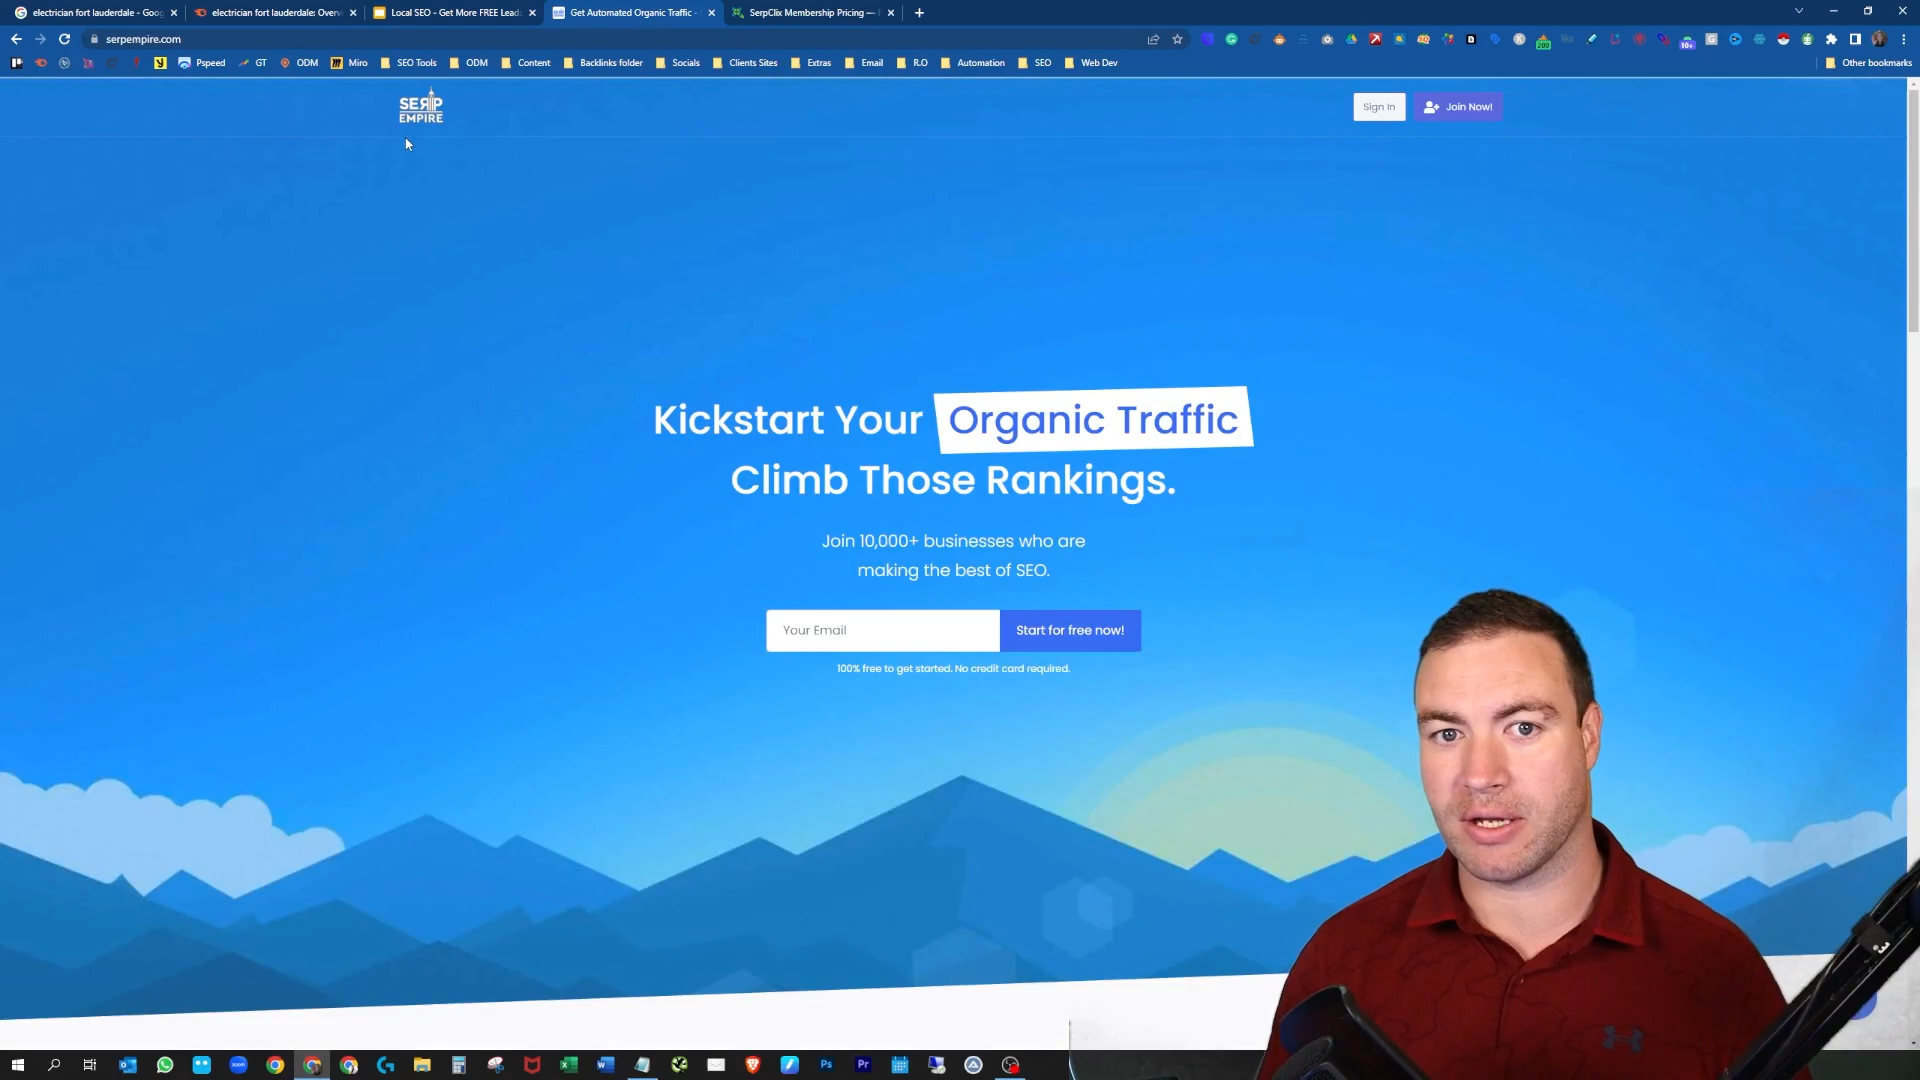 electrician fort lauderdale - Goog
electrician fort lauderdale: Overv
Local SEO - Get More FREE Lead
Get Automated Organic Traffic -
SerpClix Membership Pricing —
serpempire.com
Pspeed
GT
ODM
Miro
SEO Tools
ODM
Content
Backlinks folder
Socials
Clients Sites
Extras
Email
R.O
Automation
SEO
Web Dev
Other bookmarks
SERP
EMPIRE
Sign In
Join Now!
Kickstart Your Organic Traffic
Climb Those Rankings.
Join 10,000+ businesses who are
making the best of SEO.
Your Email
Start for free now!
100% free to get started. No credit card required.